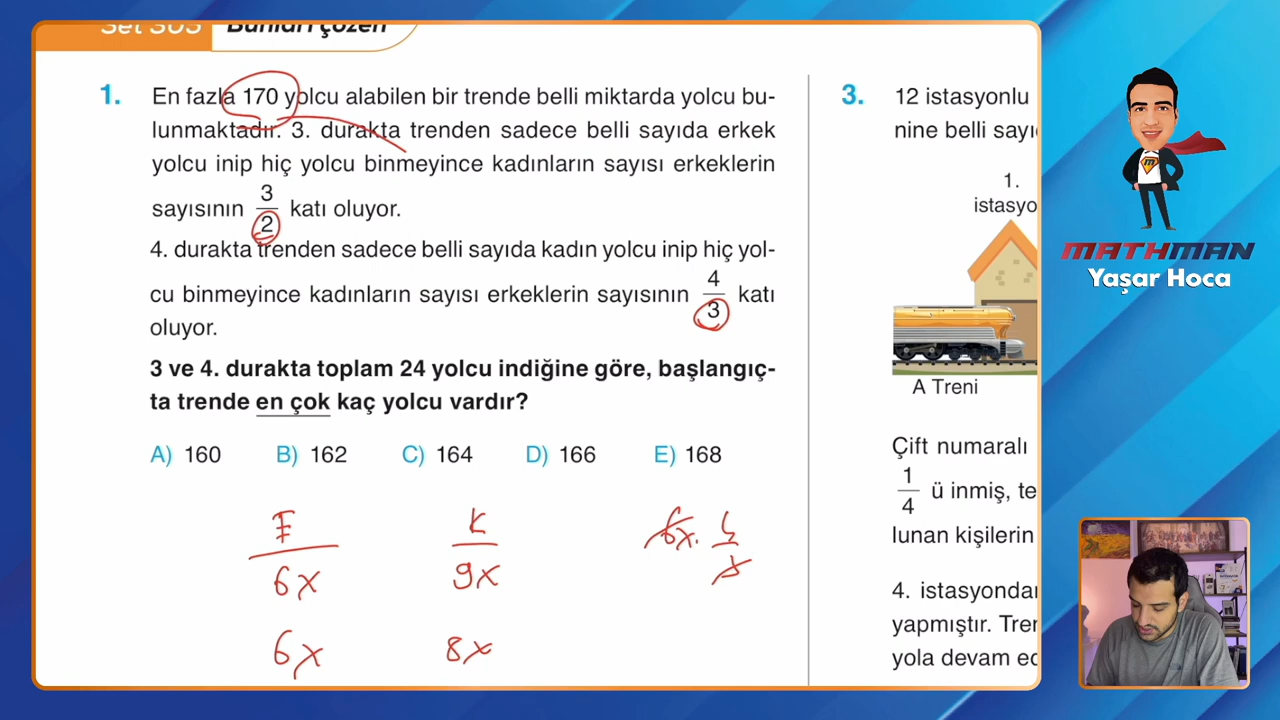 Set 303
Bunları çözen
1. En fazla 170 yolcu alabilen bir trende belli miktarda yolcu bu-
lunmaktadır. 3. durakta trenden sadece belli sayıda erkek
yolcu inip hiç yolcu binmeyince kadınların sayısı erkeklerin
sayısının 3/2 katı oluyor.
4. durakta trenden sadece belli sayıda kadın yolcu inip hiç yol-
cu binmeyince kadınların sayısı erkeklerin sayısının 4/3 katı
oluyor.
3 ve 4. durakta toplam 24 yolcu indiğine göre, başlangıç-
ta trende en çok kaç yolcu vardır?
A) 160 B) 162 C) 164 D) 166 E) 168
E K 6x. 4/3
6x 9x
6x 8x
3. 12 istasyonlu
nine belli sayı
1.
istasyo
A Treni
Çift numaralı
1/4 ü inmiş, te
lunan kişilerin
4. istasyondan
yapmıştır. Tren
yola devam ed
MATHMAN
Yaşar Hoca